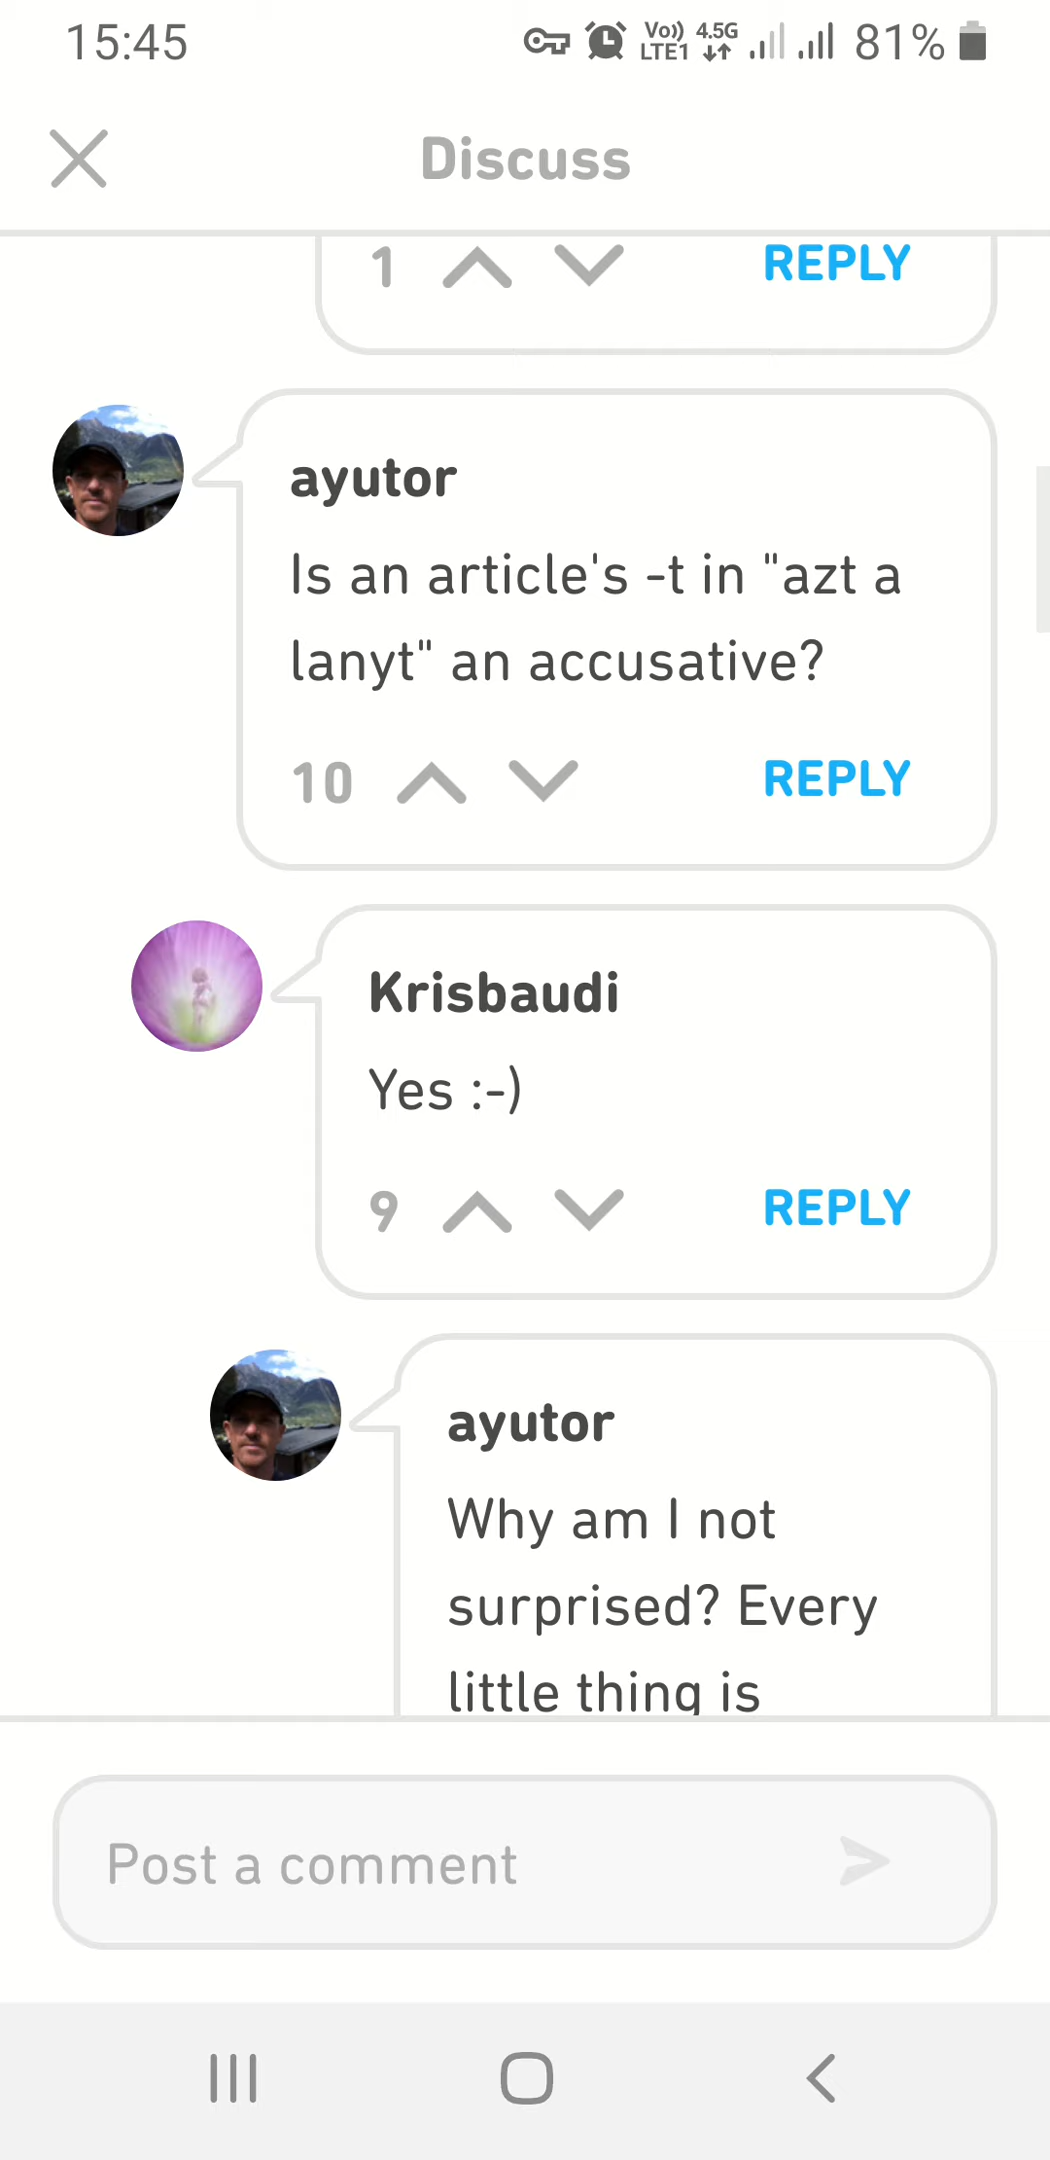 15:45
Vo)) LTE1 4.5G 81%
Discuss
1 REPLY
ayutor
Is an article's -t in "azt a
lanyt" an accusative?
10 REPLY
Krisbaudi
Yes :-)
9 REPLY
ayutor
Why am I not
surprised? Every
little thing is
Post a comment